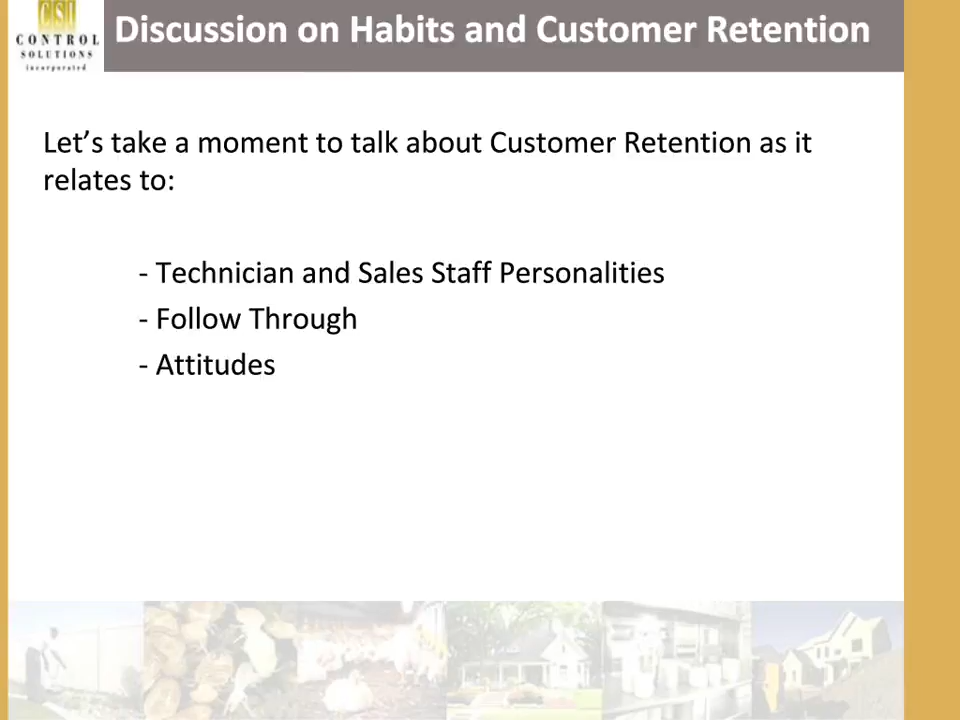 CSI
CONTROL
SOLUTIONS
incorporated
Discussion on Habits and Customer Retention
Let’s take a moment to talk about Customer Retention as it
relates to:
- Technician and Sales Staff Personalities
- Follow Through
- Attitudes